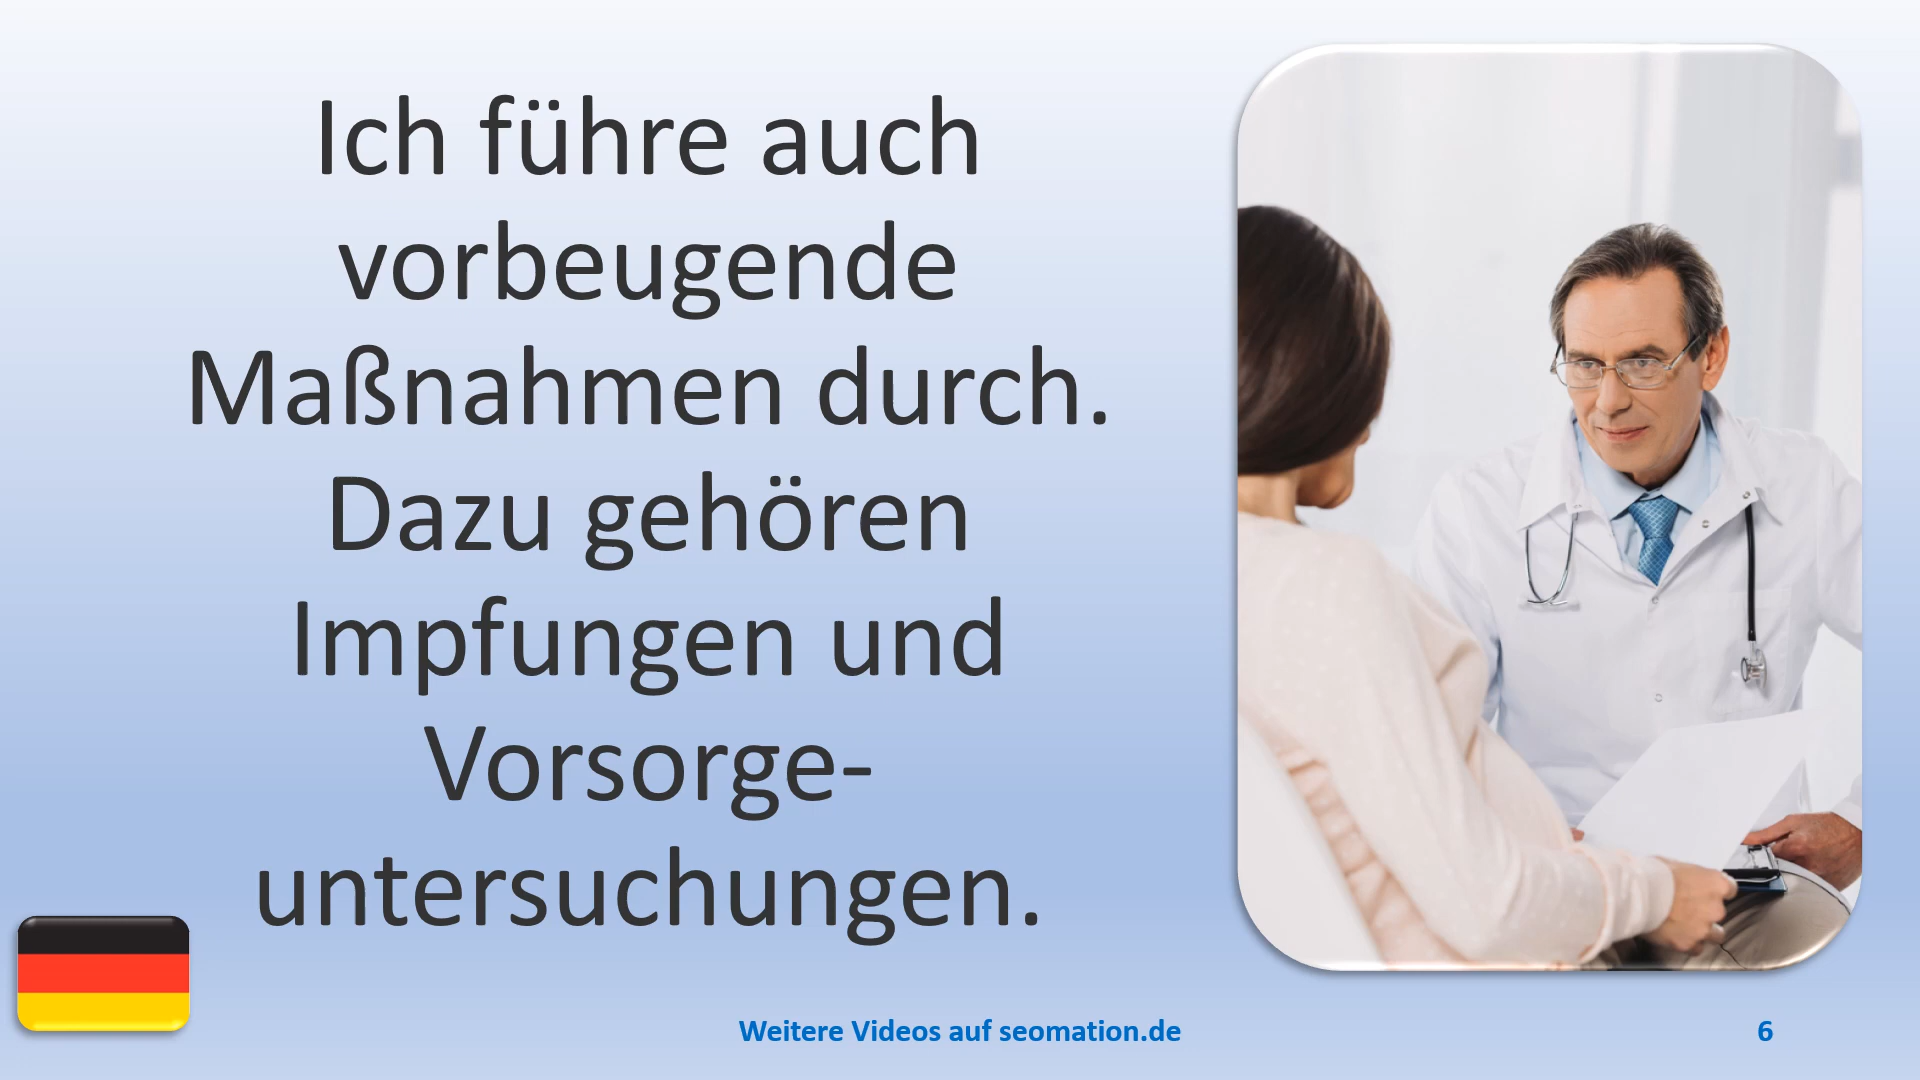 Ich führe auch
vorbeugende
Maßnahmen durch.
Dazu gehören
Impfungen und
Vorsorge-
untersuchungen.
Weitere Videos auf seomation.de
6